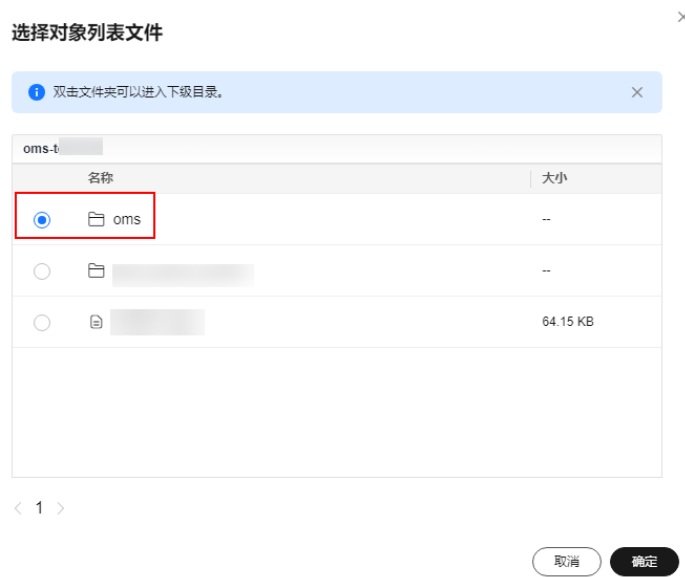 选择对象列表文件
双击文件夹可以进入下级目录。
oms-t
名称 大小
oms --
--
64.15 KB
1
取消 确定